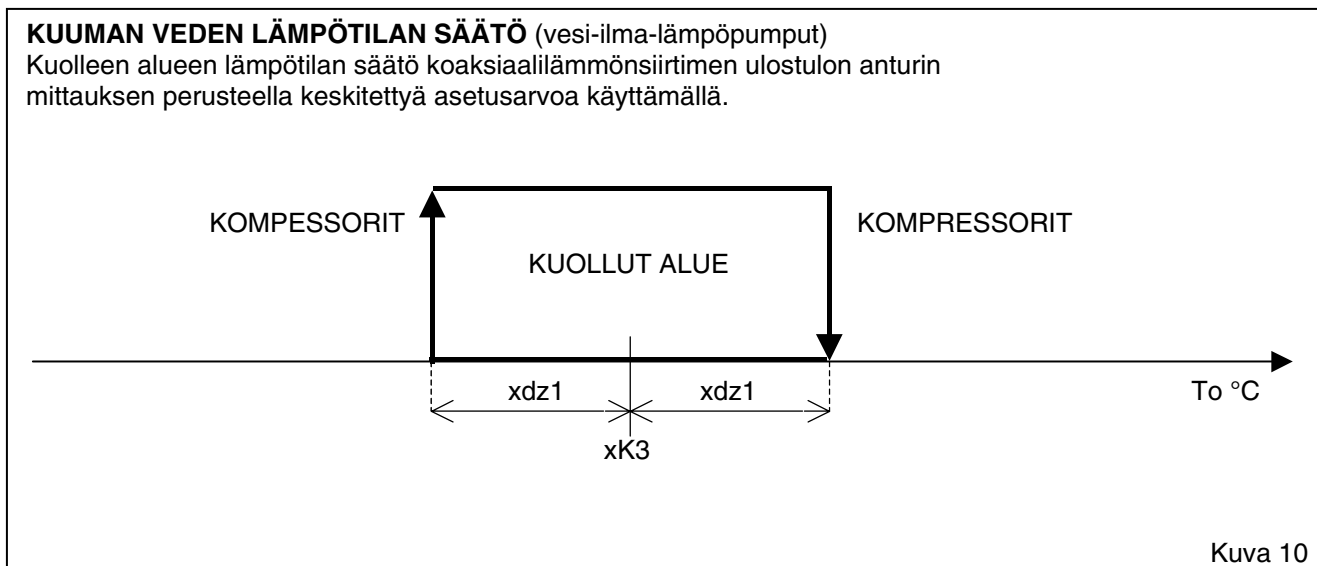 KUUMAN VEDEN LÄMPÖTILAN SÄÄTÖ (vesi-ilma-lämpöpumput)
Kuolleen alueen lämpötilan säätö koaksiaalilämmönsiirtimen ulostulon anturin
mittauksen perusteella keskitettyä asetusarvoa käyttämällä.
KOMPESSORIT
KOMPRESSORIT
KUOLLUT ALUE
xdz1
xdz1
To °C
xK3
Kuva 10